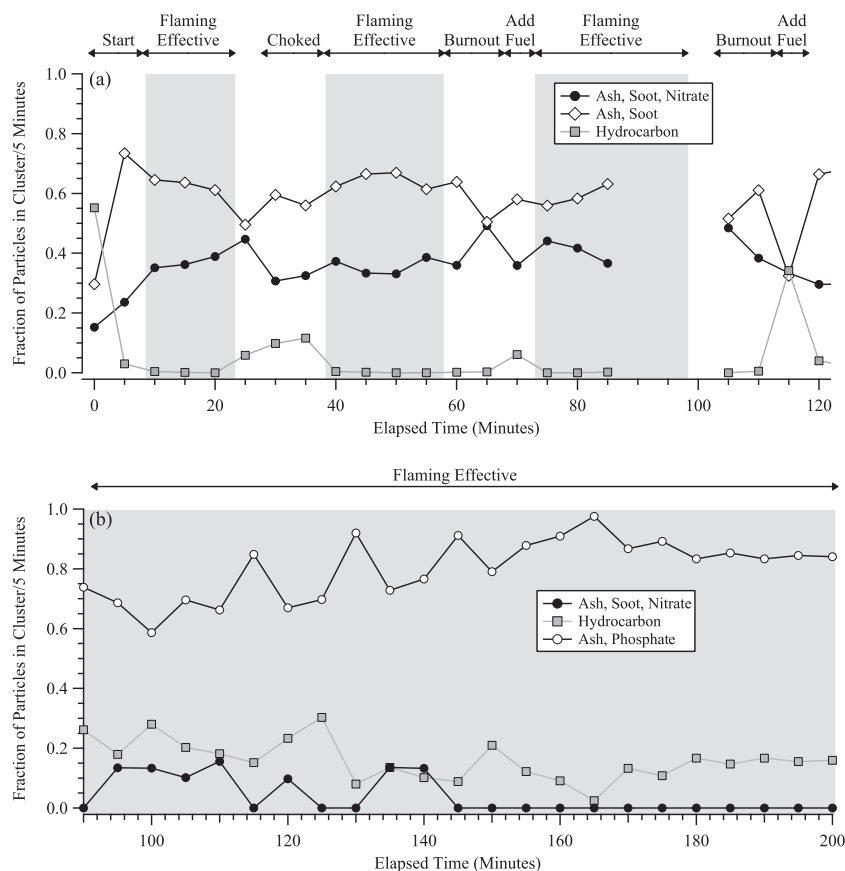 Start
Flaming
Effective
Choked
Flaming
Effective
Burnout
Add
Fuel
Flaming
Effective
Burnout
Add
Fuel
(a)
Ash, Soot, Nitrate
Ash, Soot
Hydrocarbon
1.0
0.8
0.6
0.4
0.2
0.0
Fraction of Particles in Cluster/5 Minutes
0 20 40 60 80 100 120
Elapsed Time (Minutes)
Flaming Effective
(b)
Ash, Soot, Nitrate
Hydrocarbon
Ash, Phosphate
1.0
0.8
0.6
0.4
0.2
0.0
Fraction of Particles in Cluster/5 Minutes
100 120 140 160 180 200
Elapsed Time (Minutes)